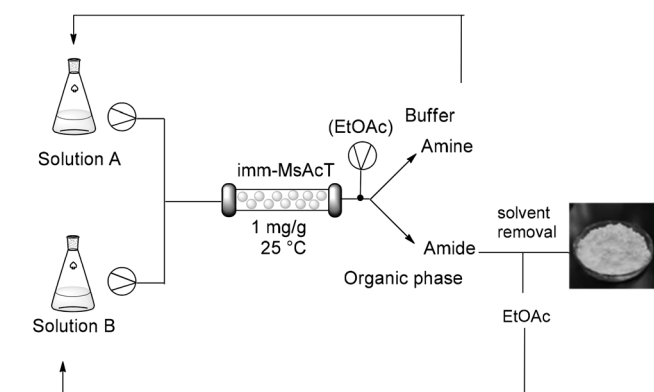 Buffer
(EtOAc)
Amine
Solution A
imm-MsAcT
1 mg/g
25 °C
solvent
removal
Amide
Organic phase
EtOAc
Solution B